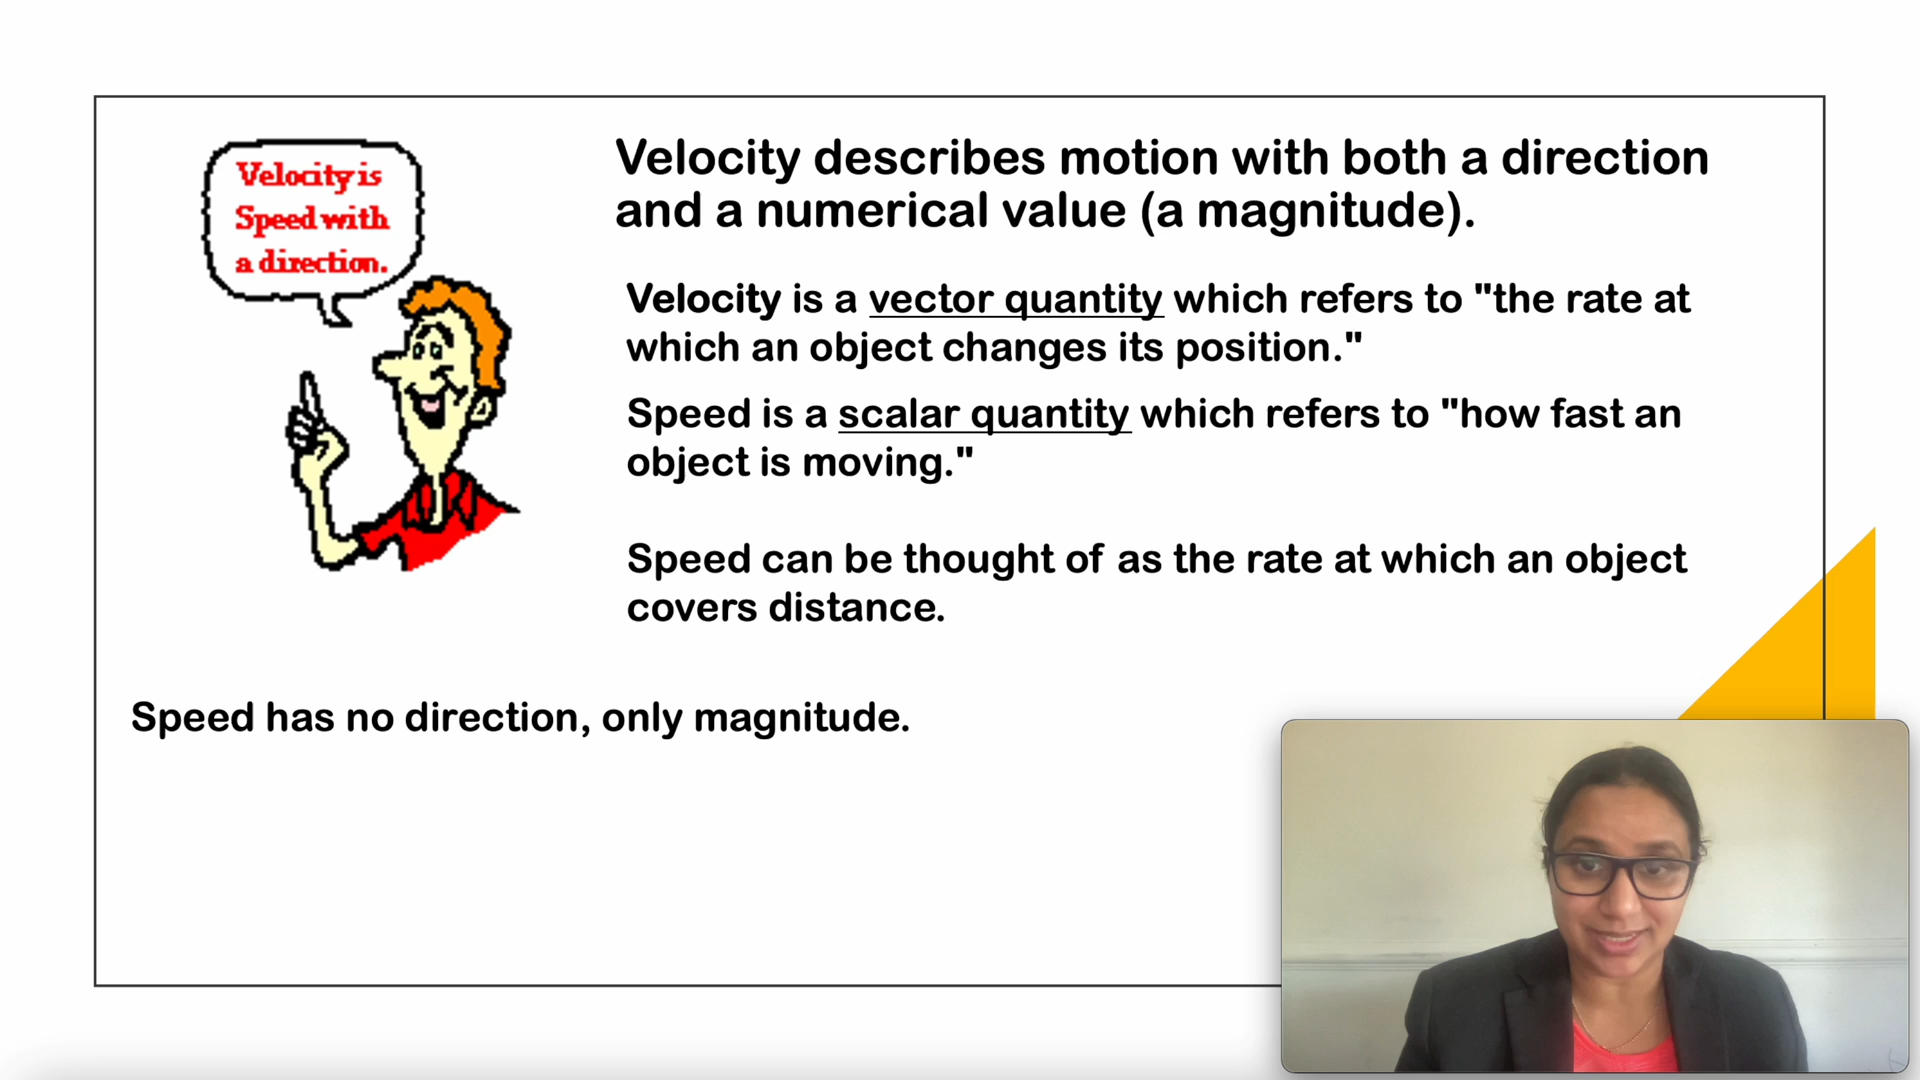 Velocity is
Speed with
a direction.
Velocity describes motion with both a direction
and a numerical value (a magnitude).
Velocity is a vector quantity which refers to "the rate at
which an object changes its position."
Speed is a scalar quantity which refers to "how fast an
object is moving."
Speed can be thought of as the rate at which an object
covers distance.
Speed has no direction, only magnitude.